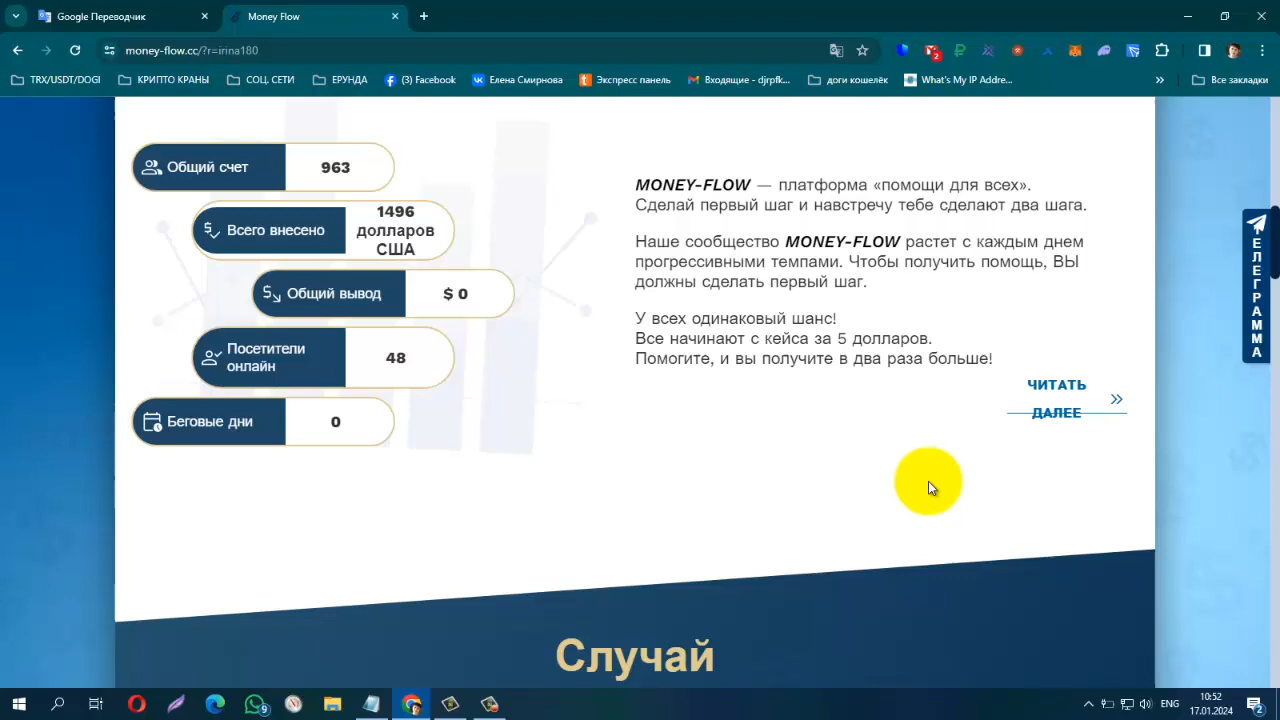 Google Переводчик
Money Flow
money-flow.cc/?r=irina180
2
TRX/USDT/DOGI
КРИПТО КРАНЫ
СОЦ. СЕТИ
ЕРУНДА
(3) Facebook
Елена Смирнова
Экспресс панель
Входящие - djrpfk...
доги кошелёк
What's My IP Addre...
Все закладки
Общий счет
963
Всего внесено
1496
долларов
США
Общий вывод
$ 0
Посетители
онлайн
48
Беговые дни
0
MONEY-FLOW — платформа «помощи для всех».
Сделай первый шаг и навстречу тебе сделают два шага.
Наше сообщество MONEY-FLOW растет с каждым днем
прогрессивными темпами. Чтобы получить помощь, ВЫ
должны сделать первый шаг.
У всех одинаковый шанс!
Все начинают с кейса за 5 долларов.
Помогите, и вы получите в два раза больше!
ЧИТАТЬ
ДАЛЕЕ
ТЕЛЕГРАММА
Случай
9
ENG
10:52
17.01.2024
2